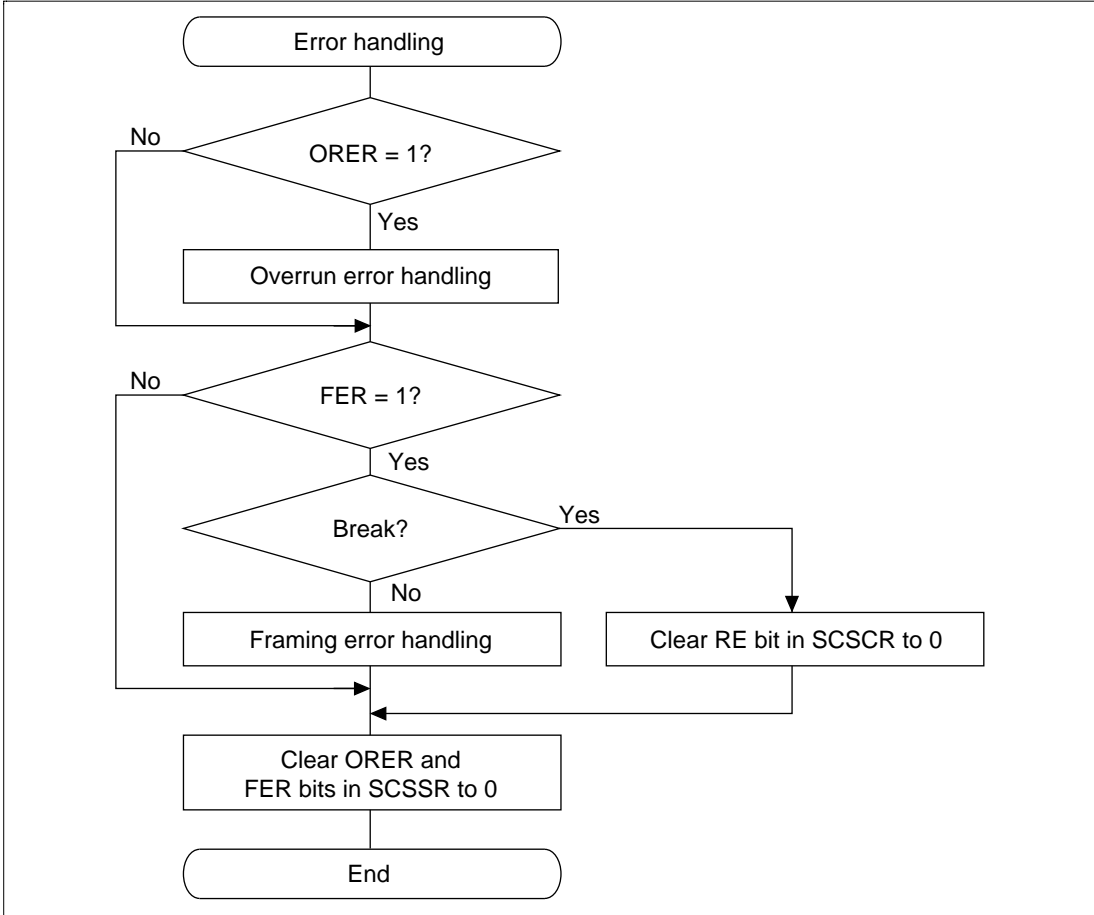 Error handling
No
ORER = 1?
Yes
Overrun error handling
No
FER = 1?
Yes
Break?
Yes
No
Framing error handling
Clear RE bit in SCSCR to 0
Clear ORER and
FER bits in SCSSR to 0
End